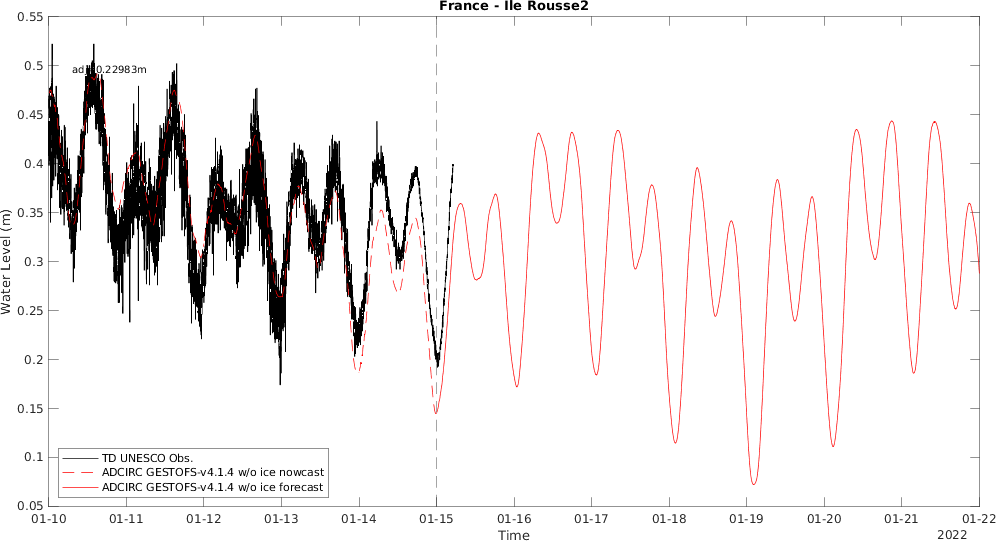 France - Ile Rousse2
0.55
0.5
0.45
0.4
0.35
0.3
0.25
0.2
0.15
0.1
0.05
Water Level (m)
0.22983m
TD UNESCO Obs.
ADCIRC GESTOFS-v4.1.4 w/o ice nowcast
ADCIRC GESTOFS-v4.1.4 w/o ice forecast
01-10 01-11 01-12 01-13 01-14 01-15 01-16 01-17 01-18 01-19 01-20 01-21 01-22
Time
2022